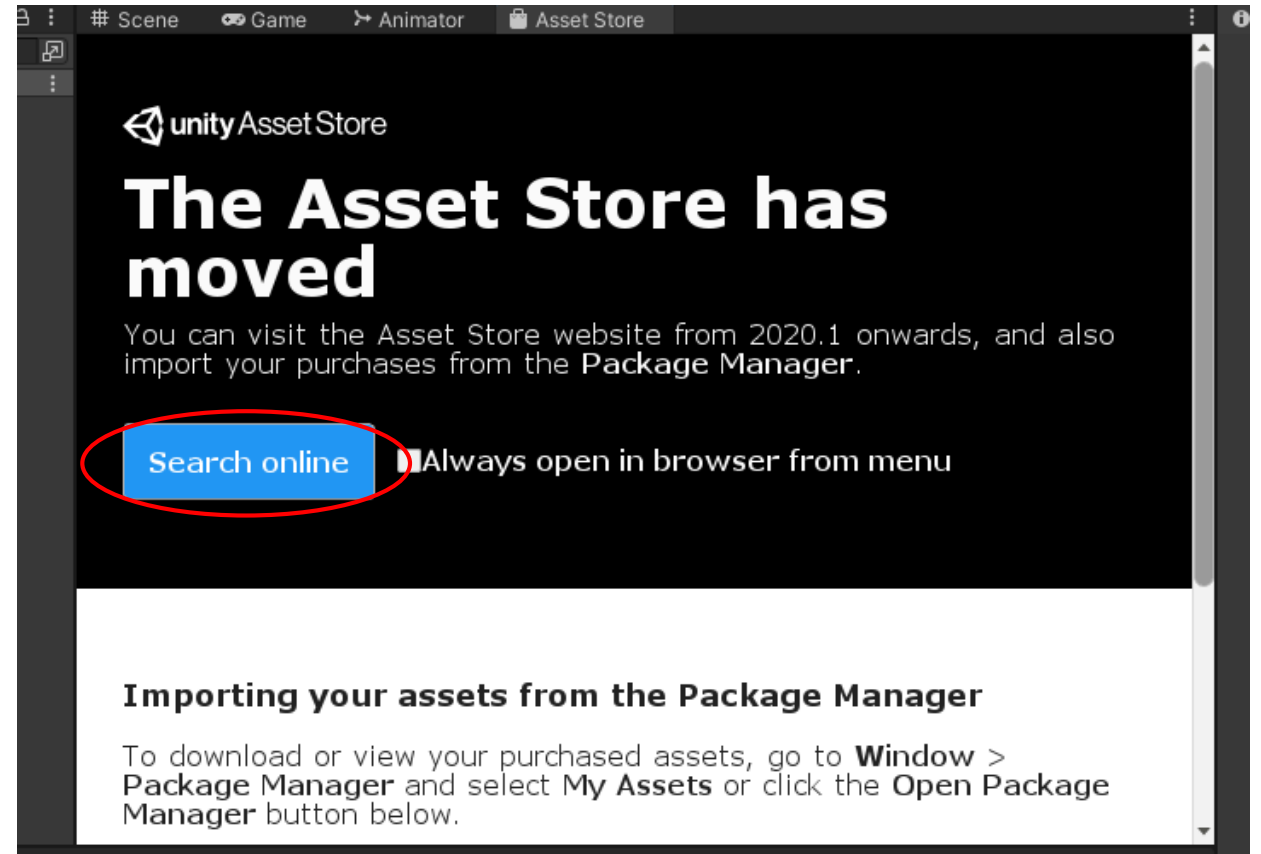 Scene Game Animator Asset Store
unity Asset Store
The Asset Store has
moved
You can visit the Asset Store website from 2020.1 onwards, and also
import your purchases from the Package Manager.
Search online Always open in browser from menu
Importing your assets from the Package Manager
To download or view your purchased assets, go to Window >
Package Manager and select My Assets or click the Open Package
Manager button below.